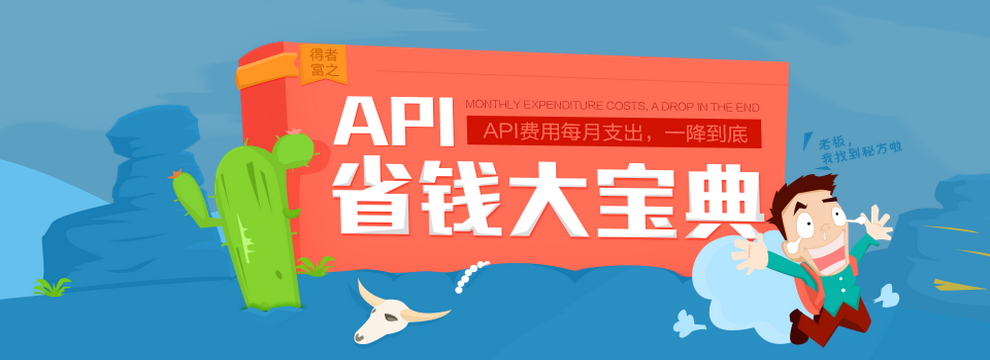 得者
富之
API
MONTHLY EXPENDITURE COSTS, A DROP IN THE END
API费用每月支出，一降到底
省钱大宝典
老板，
我找到秘方啦